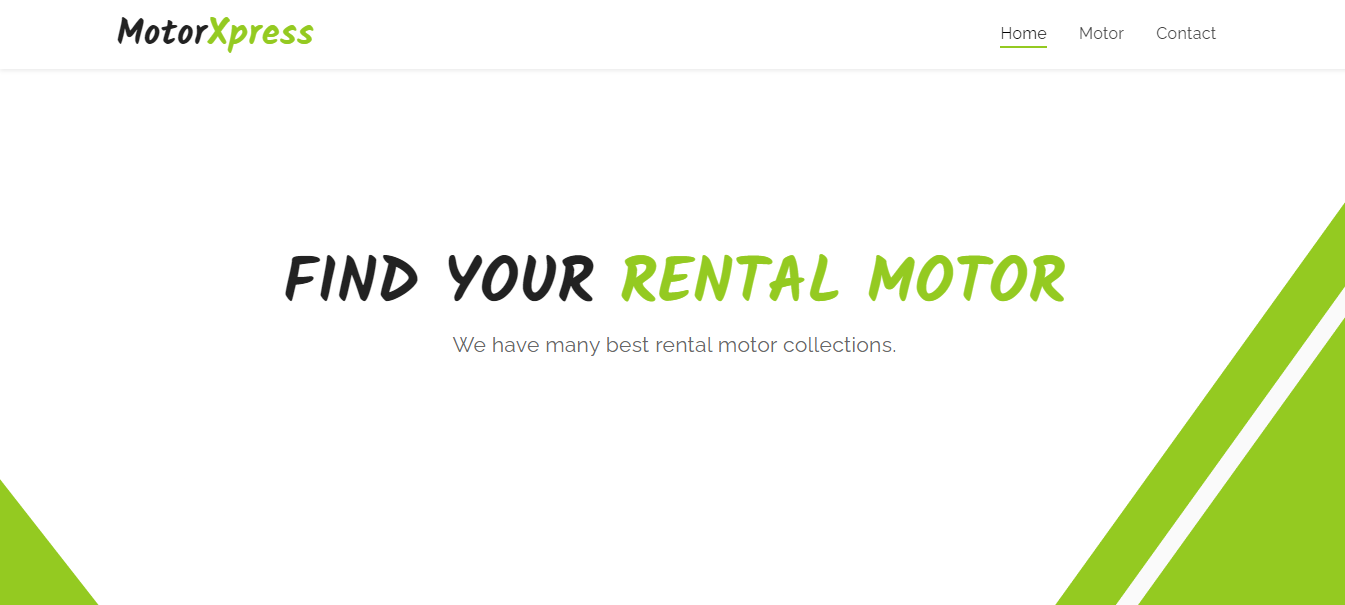 MotorXpress
Home Motor Contact
FIND YOUR RENTAL MOTOR
We have many best rental motor collections.